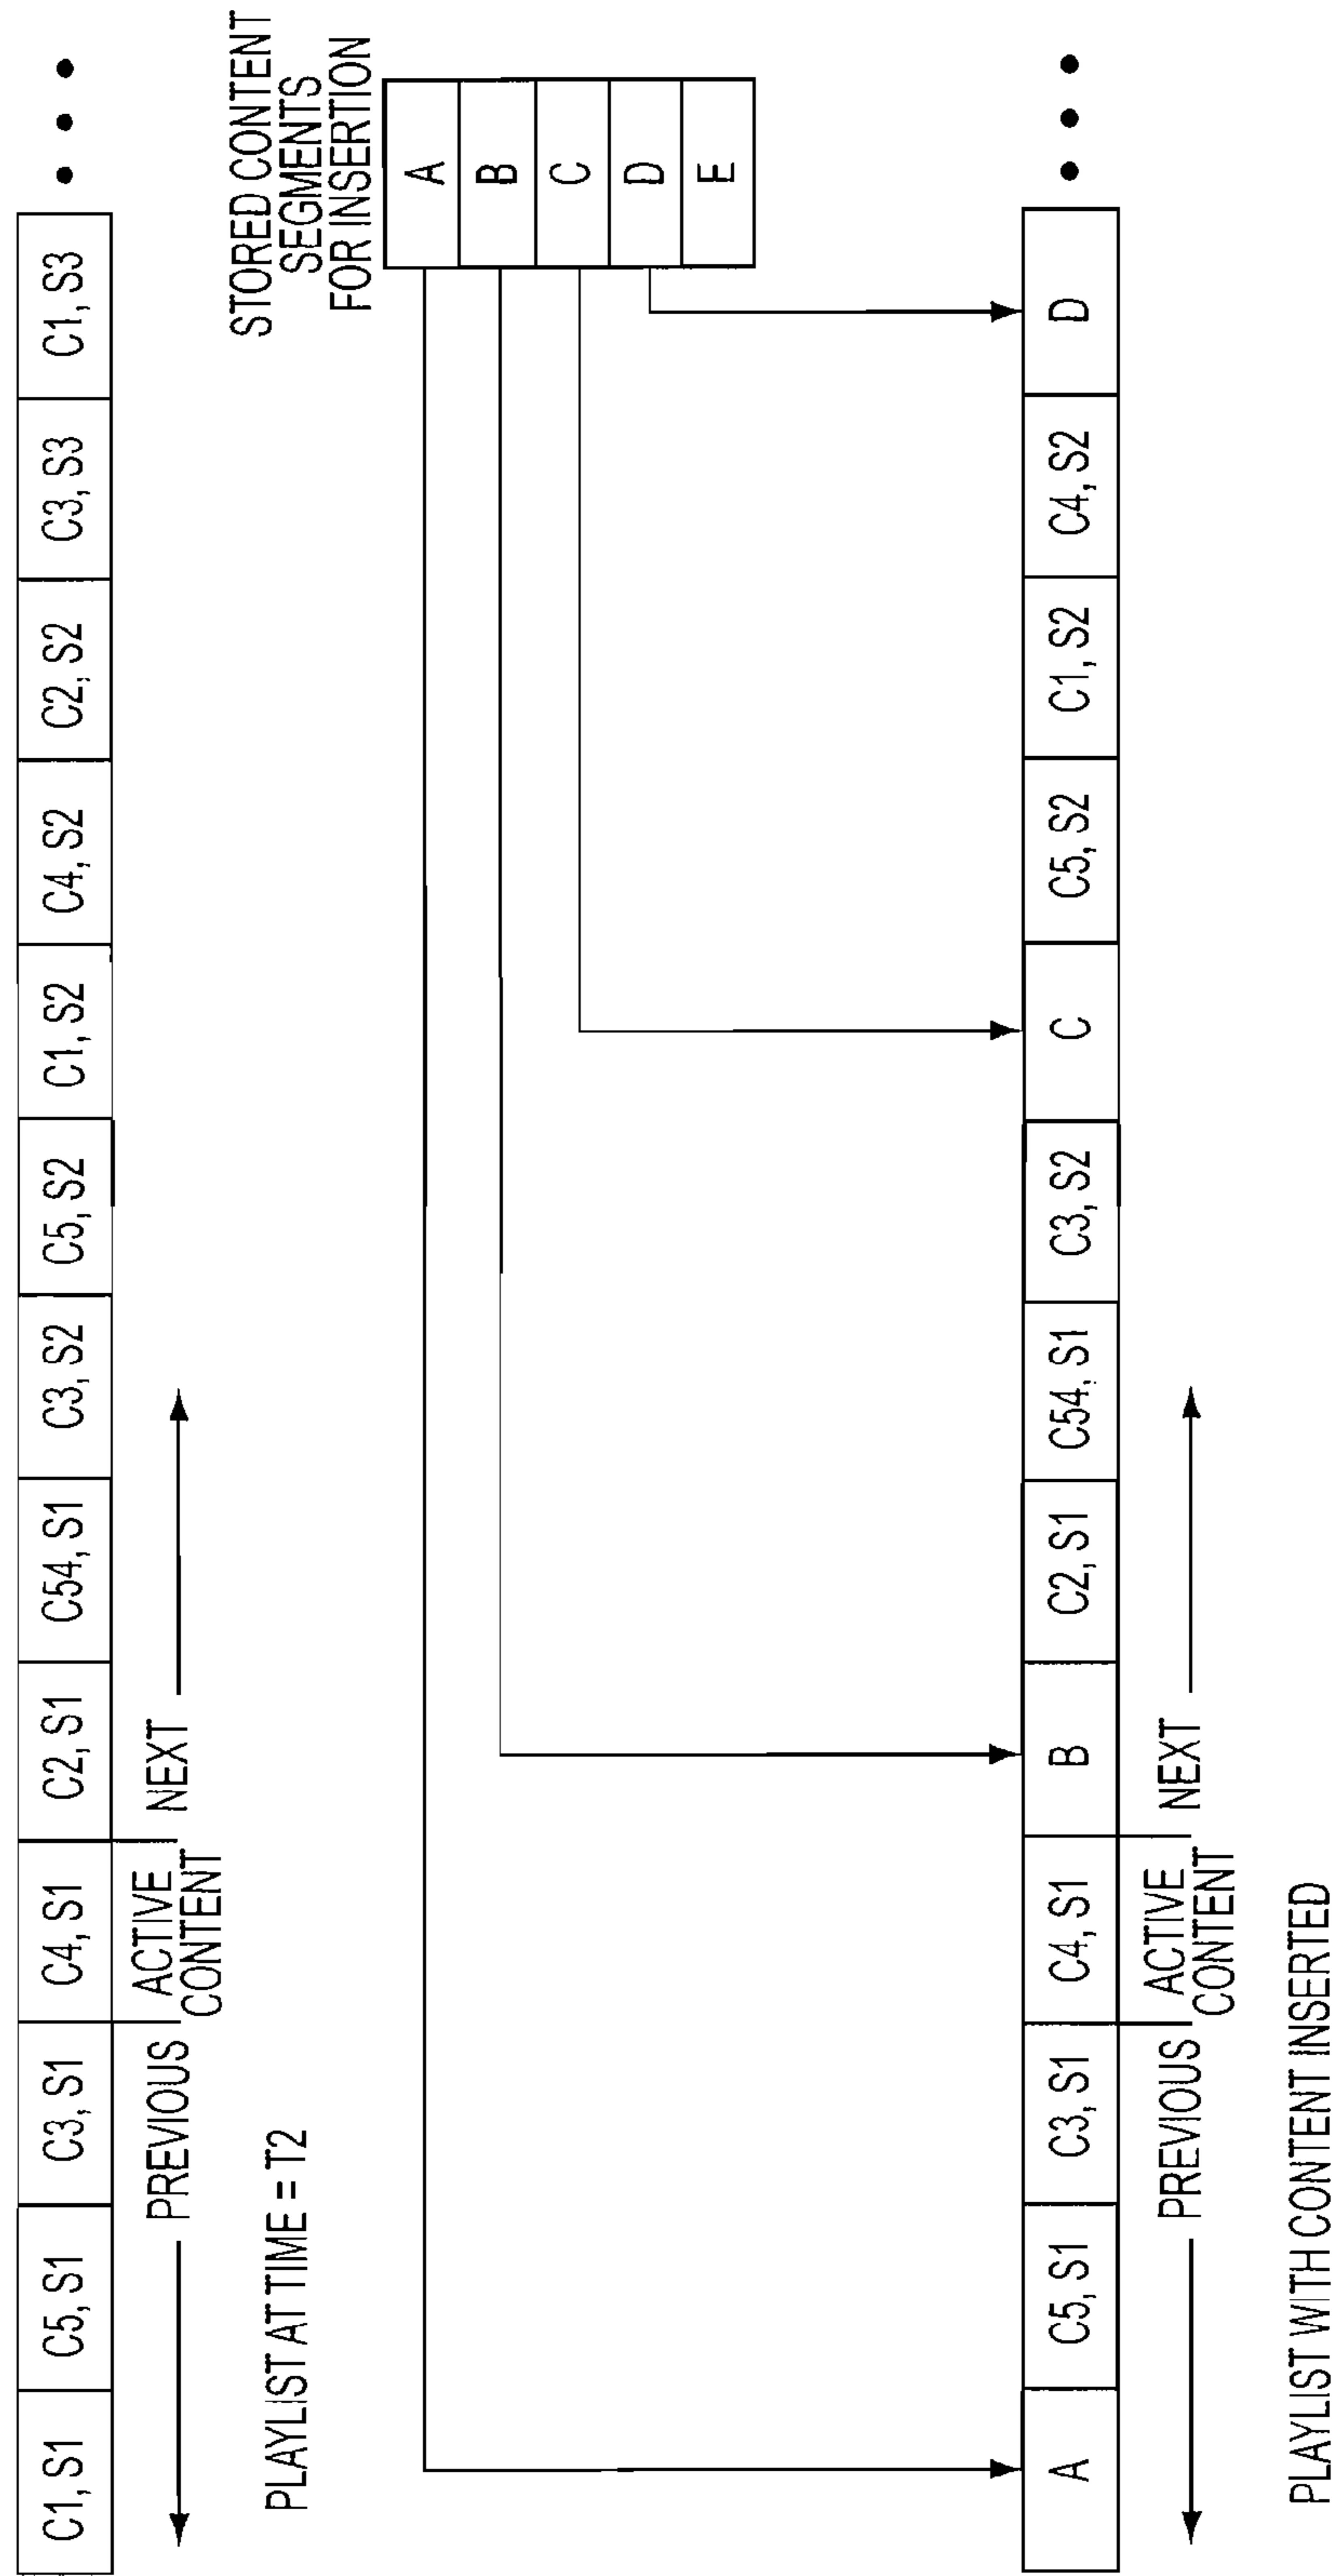 C1, S1 C5, S1 C3, S1 C4, S1 C2, S1 C54, S1 C3, S2 C5, S2 C1, S2 C4, S2 C2, S2 C3, S3 C1, S3
PREVIOUS
ACTIVE
CONTENT
NEXT
PLAYLIST AT TIME = T2
STORED CONTENT
SEGMENTS
FOR INSERTION
A
B
C
D
E
A C5, S1 C3, S1 C4, S1 B C2, S1 C54, S1 C3, S2 C C5, S2 C1, S2 C4, S2 D
PREVIOUS
ACTIVE
CONTENT
NEXT
PLAYLIST WITH CONTENT INSERTED